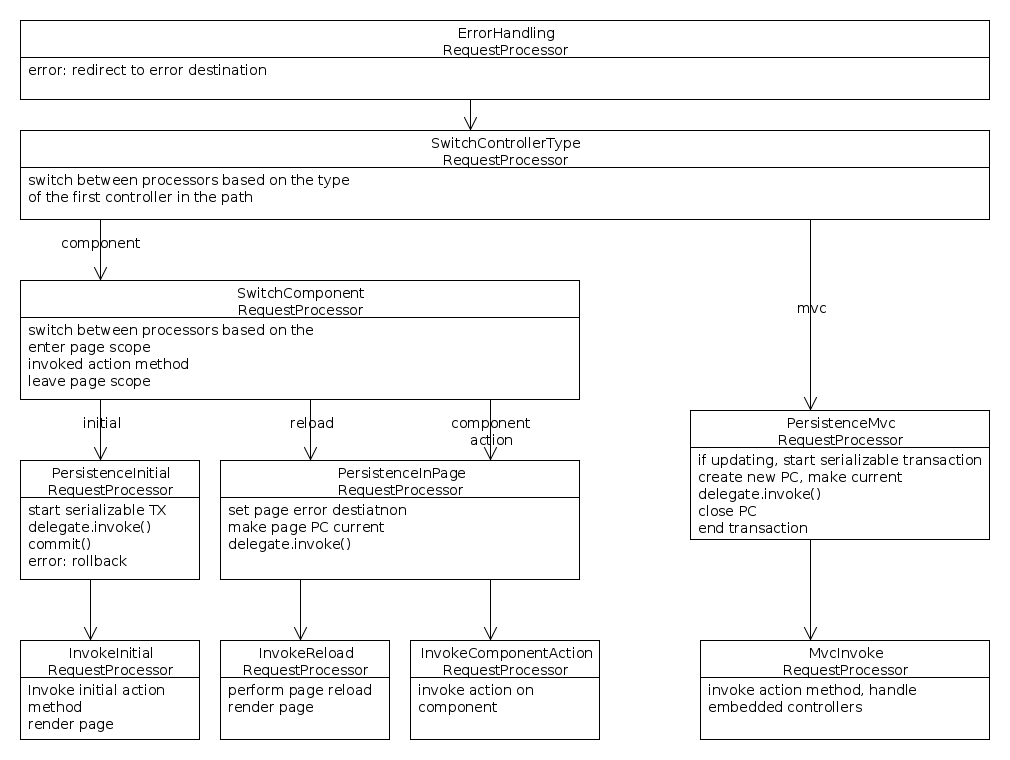 ErrorHandling
RequestProcessor
error: redirect to error destination
SwitchControllerType
RequestProcessor
switch between processors based on the type
of the first controller in the path
component
mvc
SwitchComponent
RequestProcessor
switch between processors based on the
enter page scope
invoked action method
leave page scope
initial
reload
component
action
PersistenceMvc
RequestProcessor
if updating, start serializable transaction
create new PC, make current
delegate.invoke()
close PC
end transaction
PersistenceInitial
RequestProcessor
start serializable TX
delegate.invoke()
commit()
error: rollback
PersistenceInPage
RequestProcessor
set page error destiatnon
make page PC current
delegate.invoke()
InvokeInitial
RequestProcessor
Invoke initial action
method
render page
InvokeReload
RequestProcessor
perform page reload
render page
InvokeComponentAction
RequestProcessor
invoke action on
component
MvcInvoke
RequestProcessor
invoke action method, handle
embedded controllers